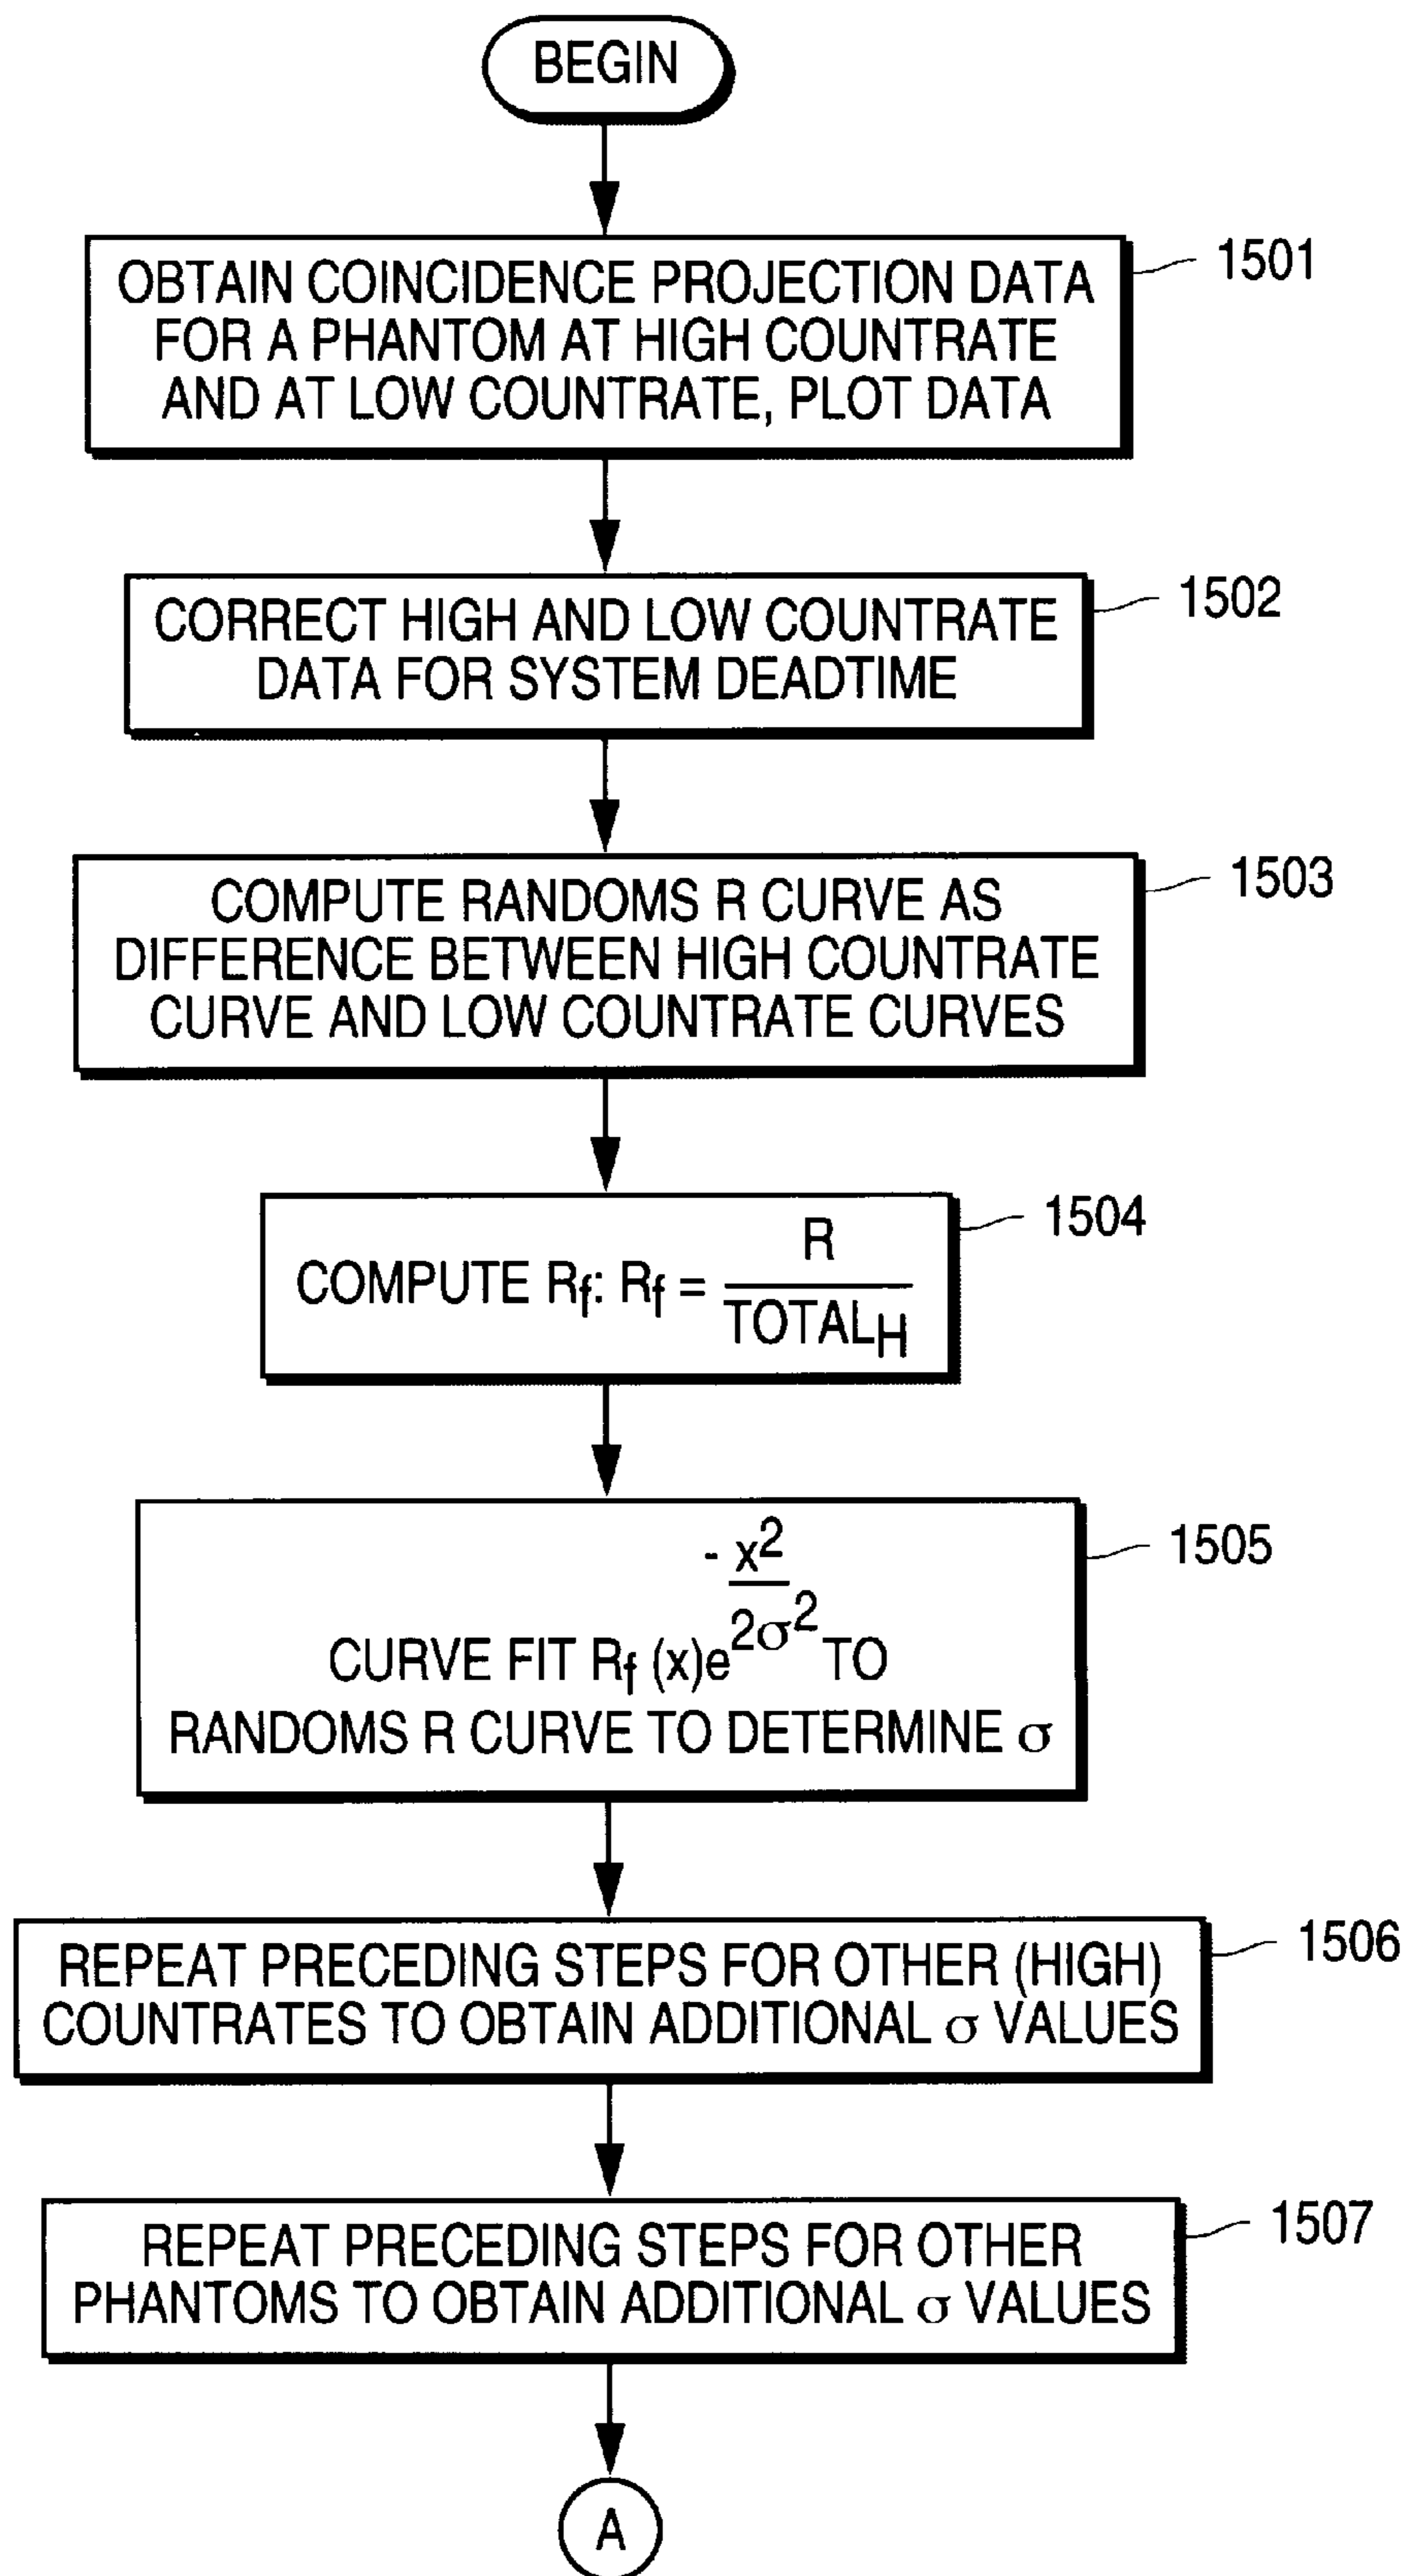 BEGIN
OBTAIN COINCIDENCE PROJECTION DATA
FOR A PHANTOM AT HIGH COUNTRATE
AND AT LOW COUNTRATE, PLOT DATA
1501
CORRECT HIGH AND LOW COUNTRATE
DATA FOR SYSTEM DEADTIME
1502
COMPUTE RANDOMS R CURVE AS
DIFFERENCE BETWEEN HIGH COUNTRATE
CURVE AND LOW COUNTRATE CURVES
1503
R
COMPUTE Rf: Rf =
TOTALH
1504
- x2
2σ2
CURVE FIT Rf (x)e TO
RANDOMS R CURVE TO DETERMINE σ
1505
REPEAT PRECEDING STEPS FOR OTHER (HIGH)
COUNTRATES TO OBTAIN ADDITIONAL σ VALUES
1506
REPEAT PRECEDING STEPS FOR OTHER
PHANTOMS TO OBTAIN ADDITIONAL σ VALUES
1507
A